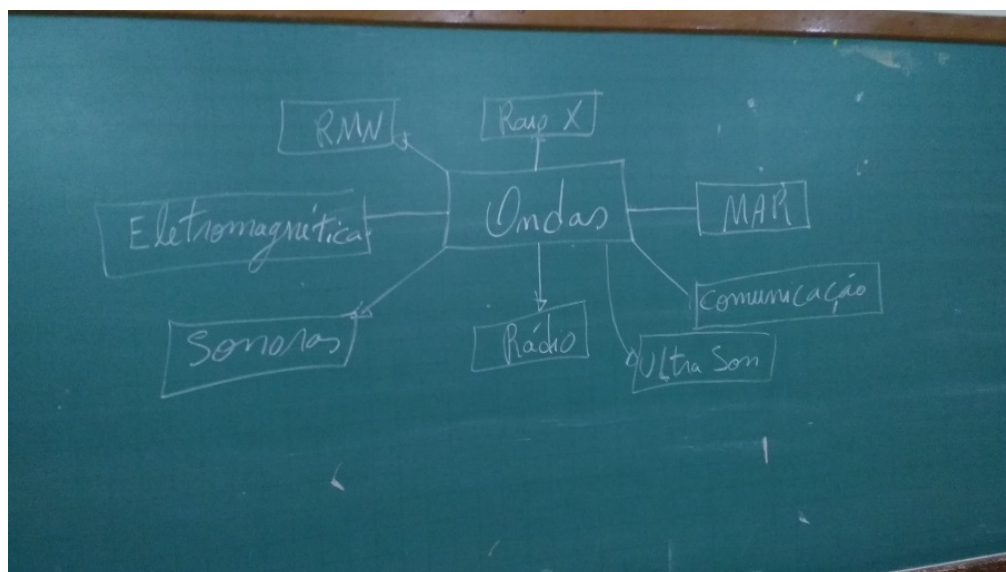 RMN
Raio X
Eletromagnética
Ondas
MAR
Comunicação
Sonoras
Rádio
Ultra Som